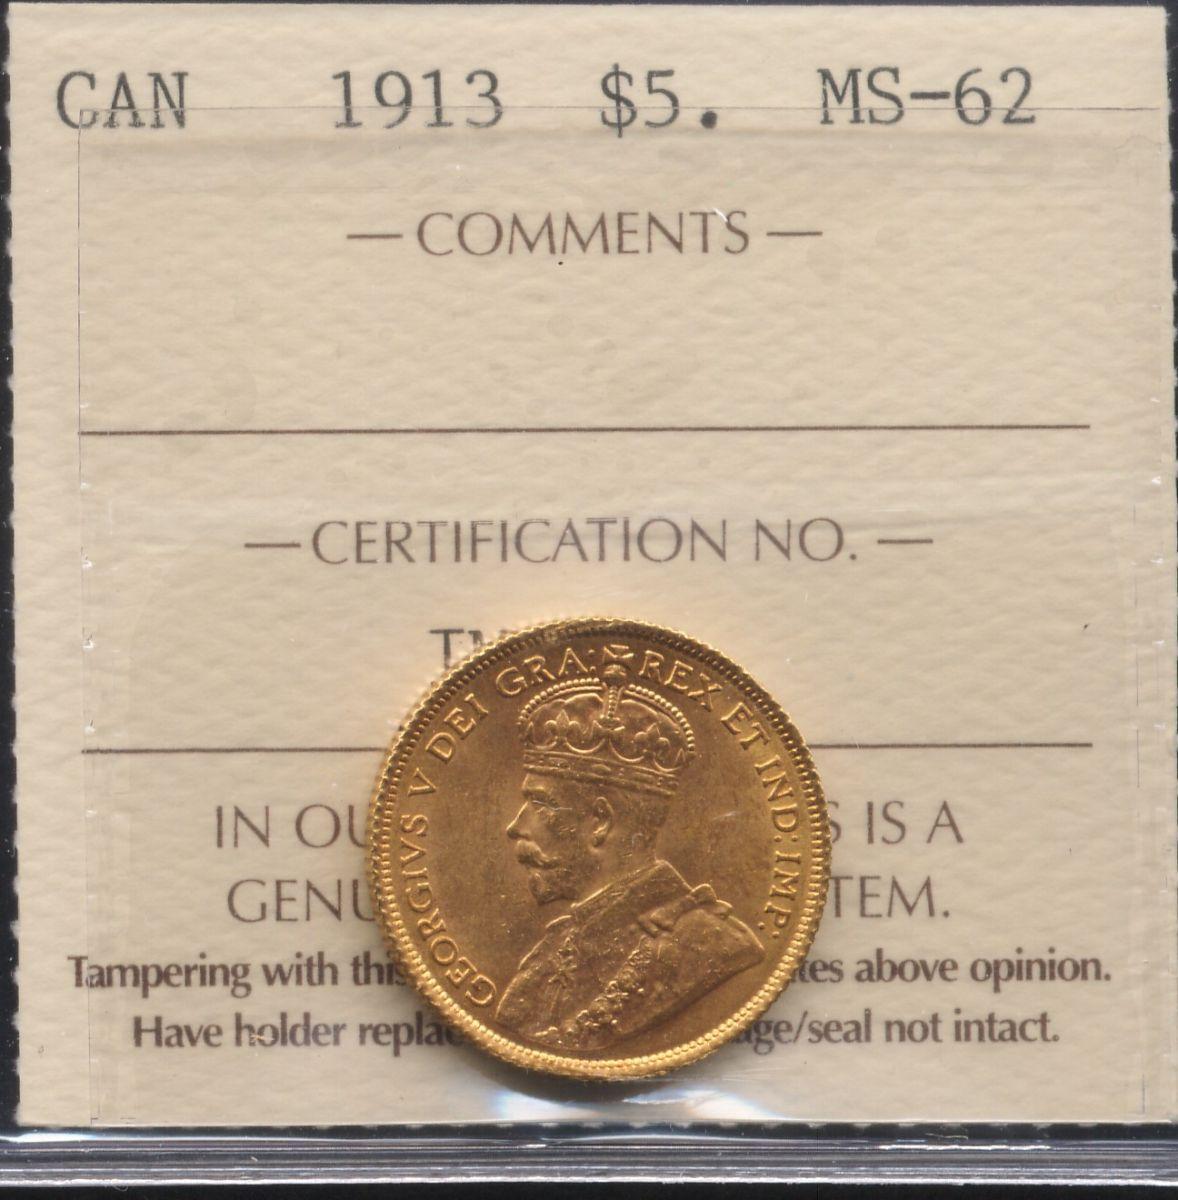 CAN 1913 $5. MS-62
— COMMENTS —
— CERTIFICATION NO. —
GEORGIVS V DEI GRA: REX ET IND: IMP:
IN OU S IS A
GENU TEM.
Tampering with this tes above opinion.
Have holder replac ge/seal not intact.